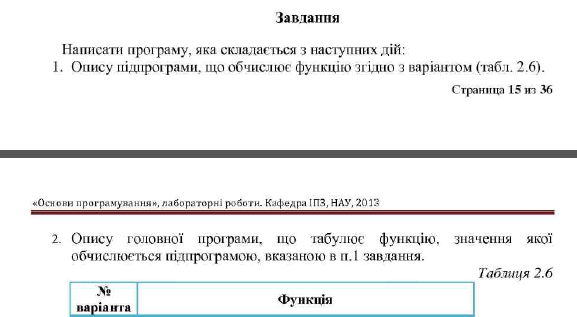 Завдання
Написати програму, яка складається з наступних дій:
1. Опису підпрограми, що обчислює функцію згідно з варіантом (табл. 2.6).
Страница 15 из 36
«Основи програмування», лабораторні роботи. Кафедра ІПЗ, НАУ, 2013
2. Опису головної програми, що табулює функцію, значення якої
обчислюється підпрограмою, вказаною в п.1 завдання.
Таблиця 2.6
№
варіанта
Функція